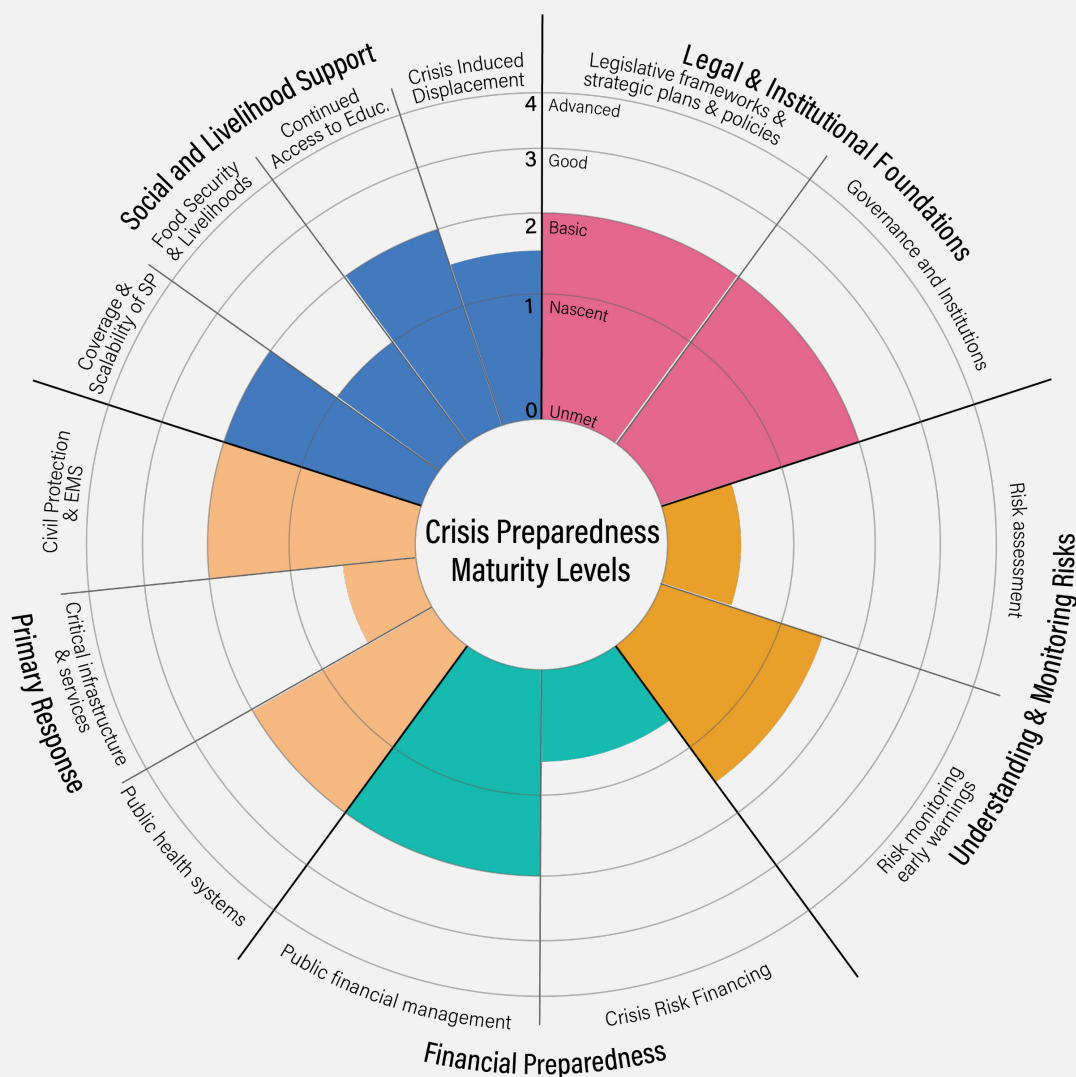 Crisis Preparedness
Maturity Levels
4 Advanced
3 Good
2 Basic
1 Nascent
0 Unmet
Legal & Institutional Foundations
Legislative frameworks &
strategic plans & policies
Governance and Institutions
Understanding & Monitoring Risks
Risk assessment
Risk monitoring
early warnings
Financial Preparedness
Crisis Risk Financing
Public financial management
Primary Response
Public health systems
Critical infrastructure
& services
Civil Protection
& EMS
Social and Livelihood Support
Coverage &
Scalability of SP
Food Security
& Livelihoods
Continued
Access to Educ.
Crisis Induced
Displacement